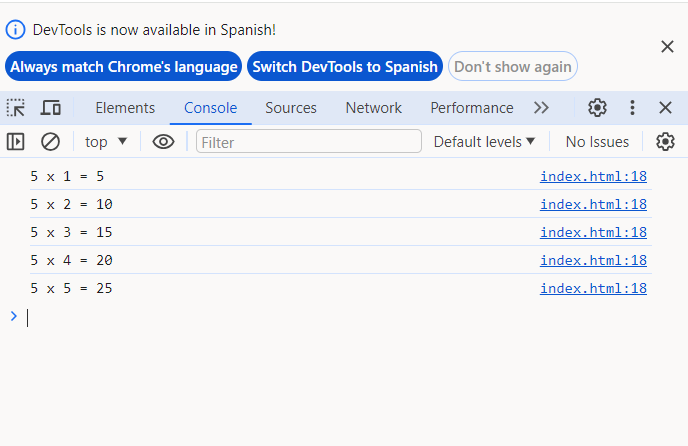 DevTools is now available in Spanish!
Always match Chrome's language Switch DevTools to Spanish Don't show again
Elements Console Sources Network Performance
top Filter Default levels No Issues
5 x 1 = 5 index.html:18
5 x 2 = 10 index.html:18
5 x 3 = 15 index.html:18
5 x 4 = 20 index.html:18
5 x 5 = 25 index.html:18